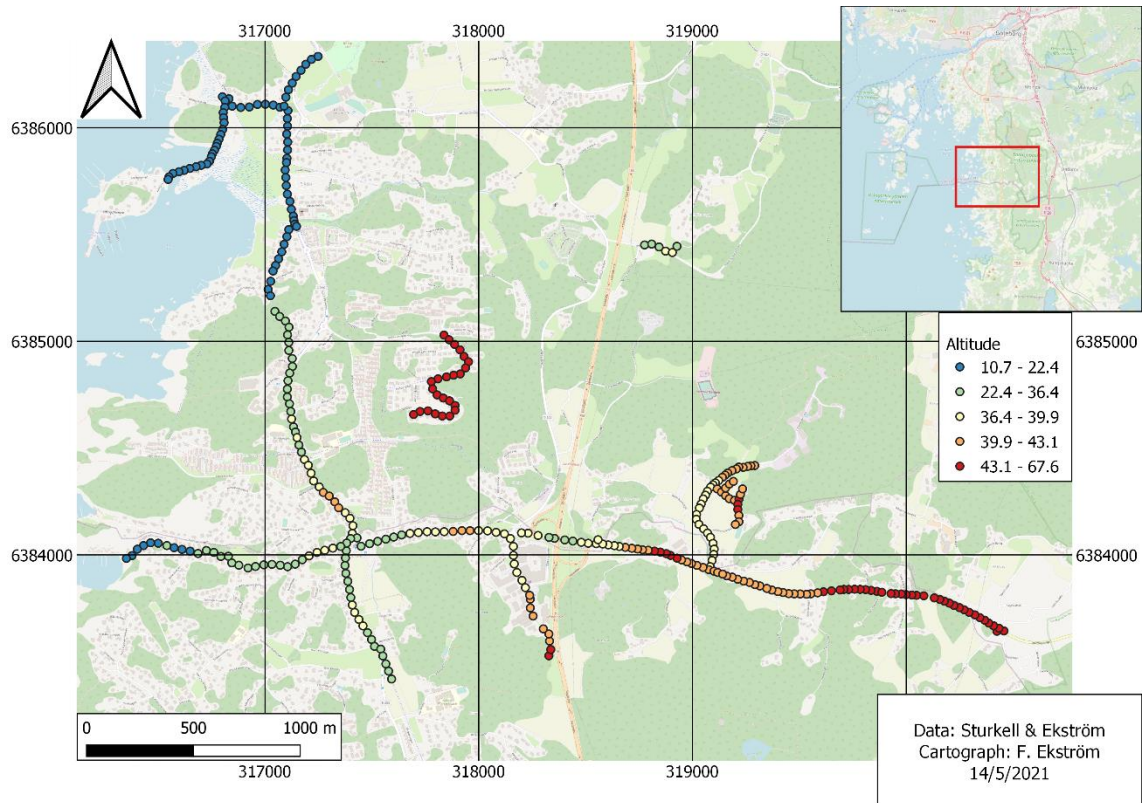 317000 318000 319000
Göteborg
6386000
6385000 6385000
Altitude
10.7 - 22.4
22.4 - 36.4
36.4 - 39.9
39.9 - 43.1
43.1 - 67.6
6384000 6384000
0 500 1000 m
317000 318000 319000
Data: Sturkell & Ekström
Cartograph: F. Ekström
14/5/2021